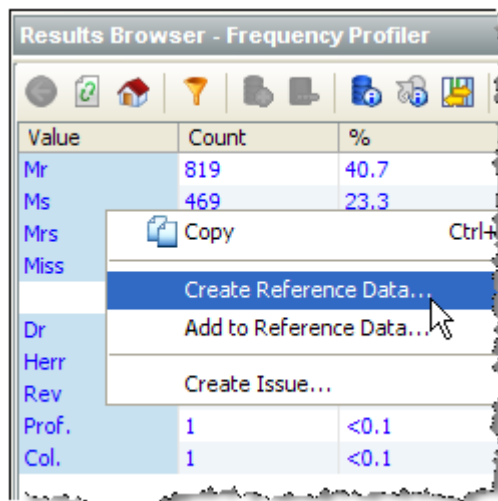 Results Browser - Frequency Profiler
Value Count %
Mr 819 40.7
Ms 469 23.3
Mrs Copy Ctrl+
Miss
Create Reference Data...
Dr Add to Reference Data...
Herr
Rev Create Issue...
Prof. 1 <0.1
Col. 1 <0.1